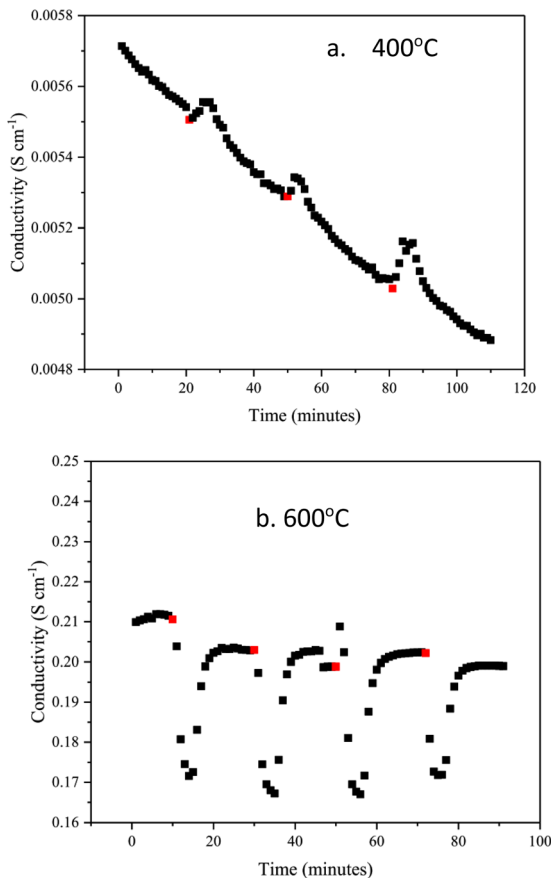 a. 400°C
0.0058
0.0056
0.0054
0.0052
0.0050
0.0048
Conductivity (S cm⁻¹)
0 20 40 60 80 100 120
Time (minutes)
b. 600°C
0.25
0.24
0.23
0.22
0.21
0.20
0.19
0.18
0.17
0.16
Conductivity (S cm⁻¹)
0 20 40 60 80 100
Time (minutes)